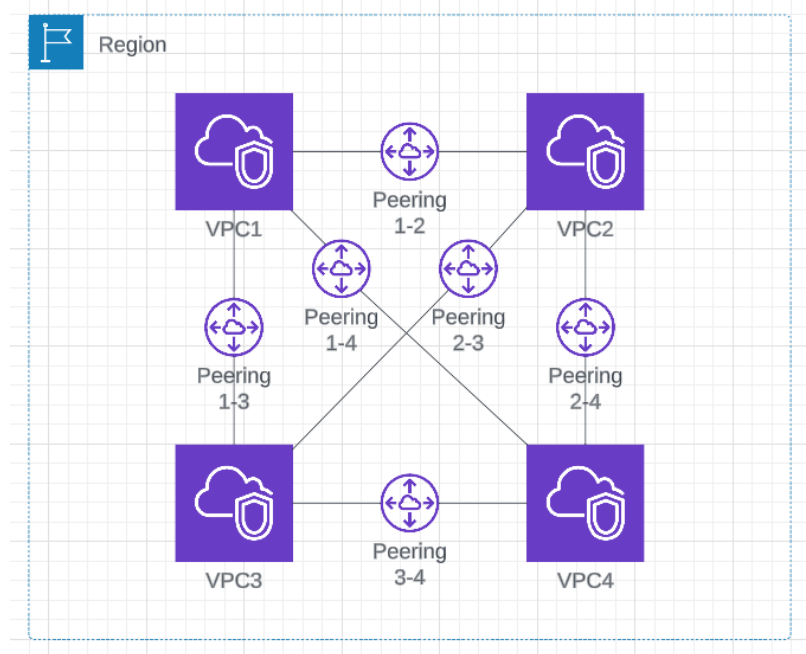 Region
VPC1
Peering
1-2
VPC2
Peering
1-4
Peering
2-3
Peering
1-3
Peering
2-4
VPC3
Peering
3-4
VPC4